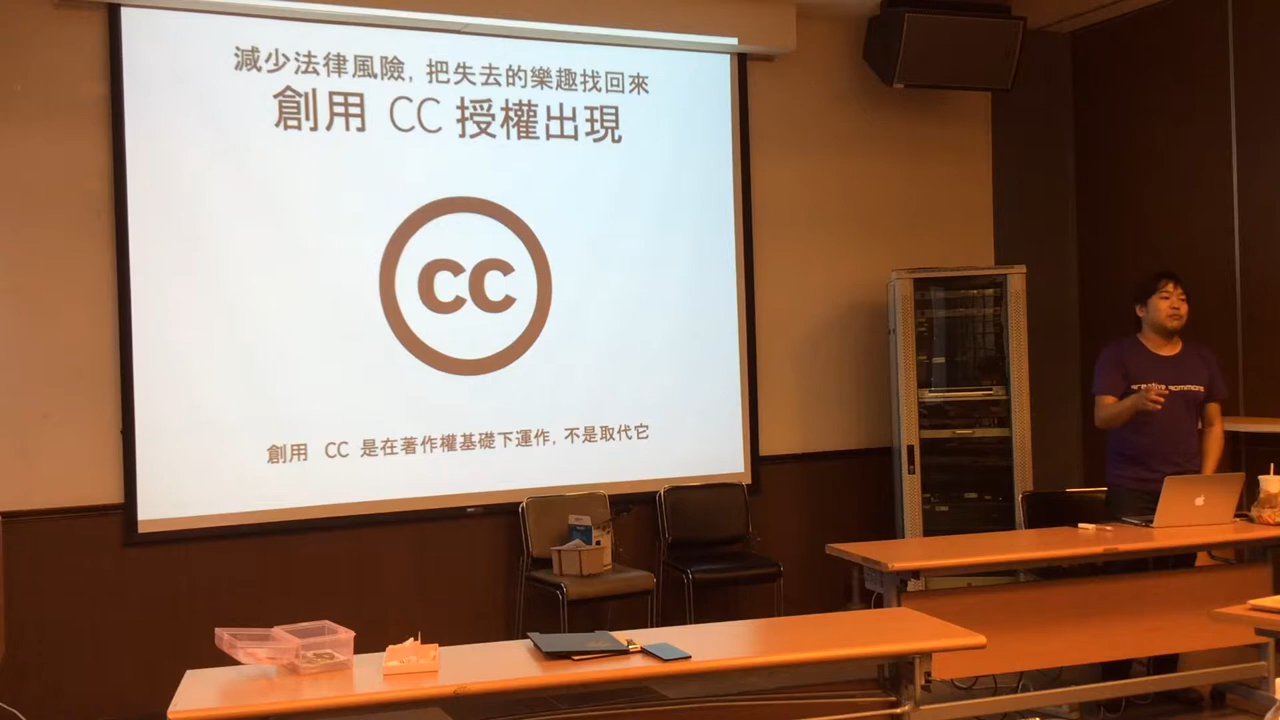 減少法律風險, 把失去的樂趣找回來
創用 CC 授權出現
cc
創用 CC 是在著作權基礎下運作, 不是取代它
creative commons